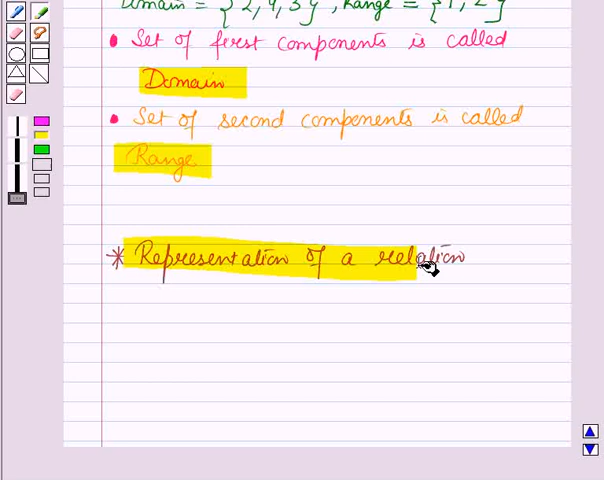 Domain = {2, 4, 3}, Range = {1, 2}
• Set of first components is called
Domain
• Set of second components is called
Range
* Representation of a relation